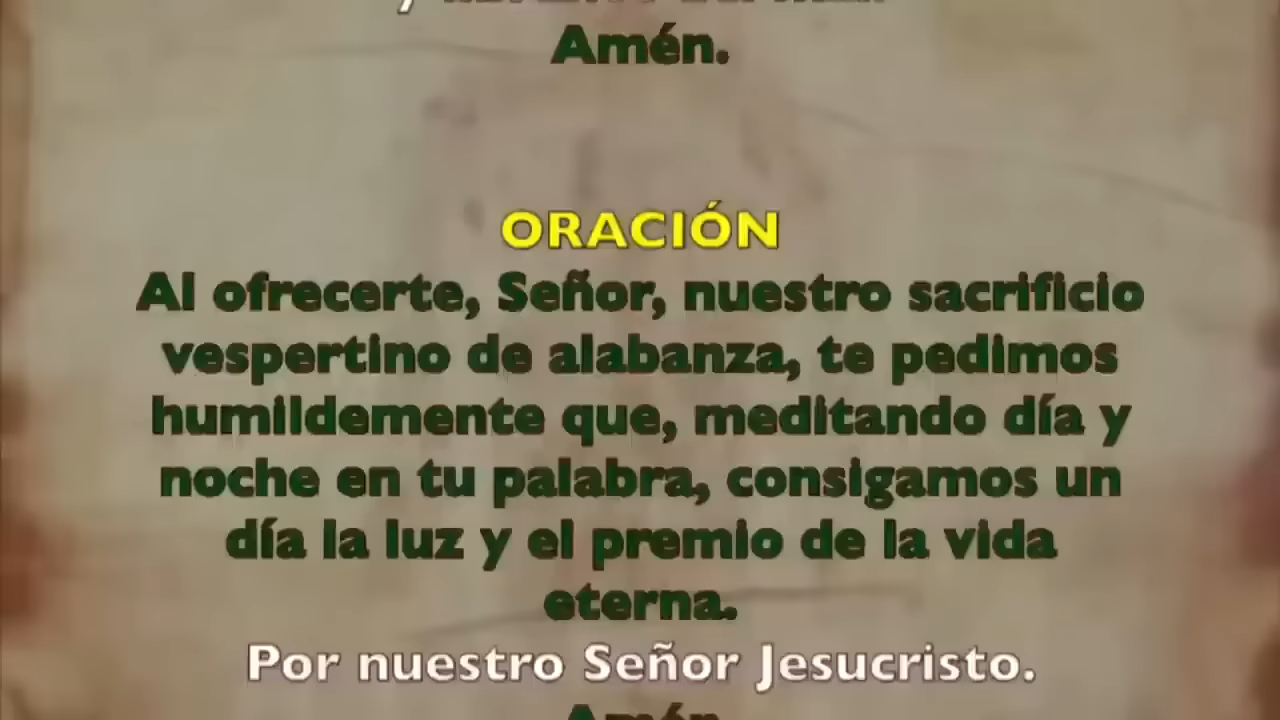 Amén.
ORACIÓN
Al ofrecerte, Señor, nuestro sacrificio
vespertino de alabanza, te pedimos
humildemente que, meditando día y
noche en tu palabra, consigamos un
día la luz y el premio de la vida
eterna.
Por nuestro Señor Jesucristo.
Amén